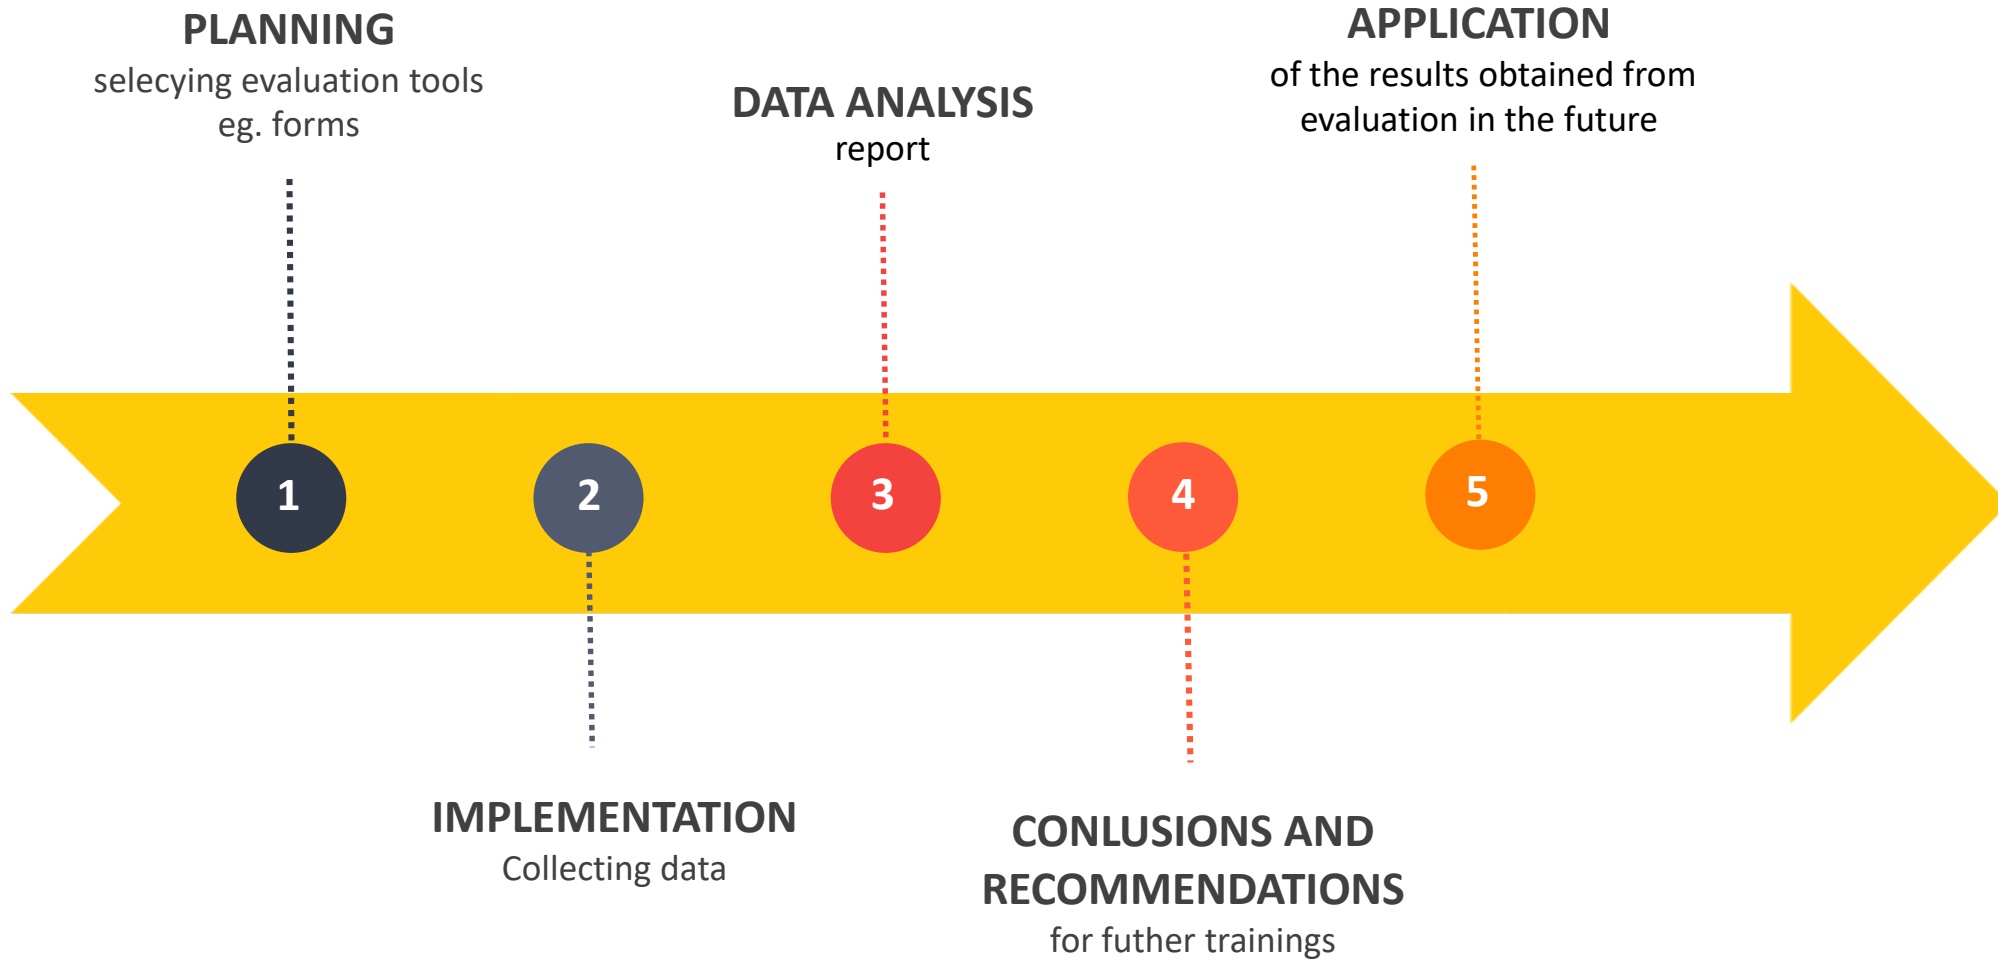 PLANNING
selecying evaluation tools
eg. forms
DATA ANALYSIS
report
APPLICATION
of the results obtained from
evaluation in the future
1
2
3
4
5
IMPLEMENTATION
Collecting data
CONLUSIONS AND
RECOMMENDATIONS
for futher trainings